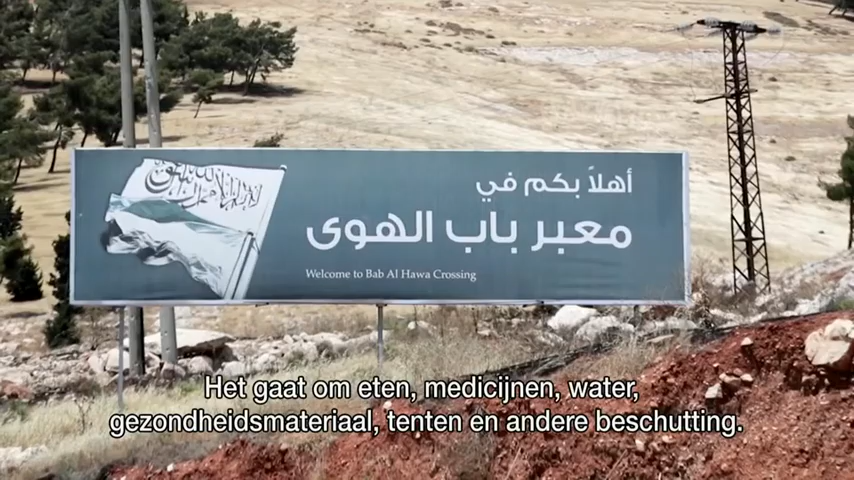 أهلاً بكم في
معبر باب الهوى
Welcome to Bab Al Hawa Crossing
Het gaat om eten, medicijnen, water,
gezondheidsmateriaal, tenten en andere beschutting.